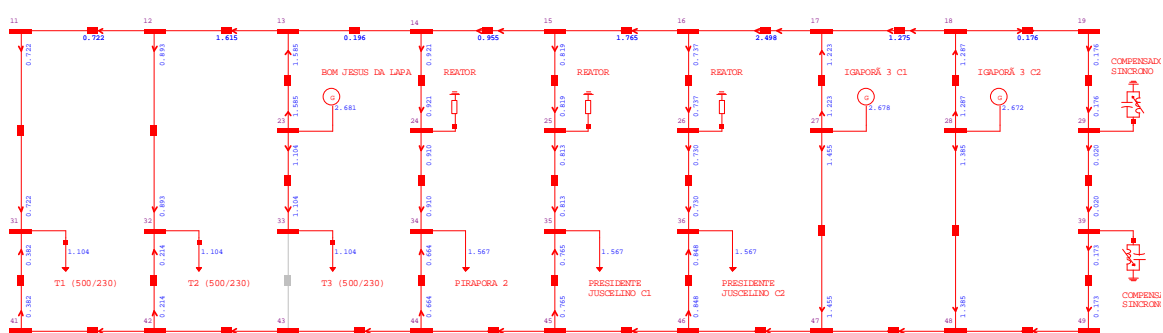 11 12 13 14 15 16 17 18 19
0.722 1.615 0.196 0.955 1.765 2.498 1.275 0.176
0.722 0.893 1.585 0.921 0.819 0.737 1.223 1.287 0.176
BOM JESUS DA LAPA REATOR REATOR REATOR IGAPORÃ 3 C1 IGAPORÃ 3 C2 COMPENSADO
SINCRONO
G G G
2.681 2.678 2.672
1.585 0.921 0.819 0.737 1.223 1.287 0.176
23 24 25 26 27 28 29
1.104 0.910 0.813 0.730 1.455 1.385 0.020
0.722 0.893 1.104 0.910 0.813 0.730 0.020
31 32 33 34 35 36 39
1.104 1.104 1.104 1.567 1.567 1.567
0.382 0.214 0.664 0.765 0.848 0.173
T1 (500/230) T2 (500/230) T3 (500/230) PIRAPORA 2 PRESIDENTE
JUSCELINO C1 PRESIDENTE
JUSCELINO C2 COMPENSA
SINCRONO
0.382 0.214 0.664 0.765 0.848 1.455 1.385 0.173
41 42 43 44 45 46 47 48 49